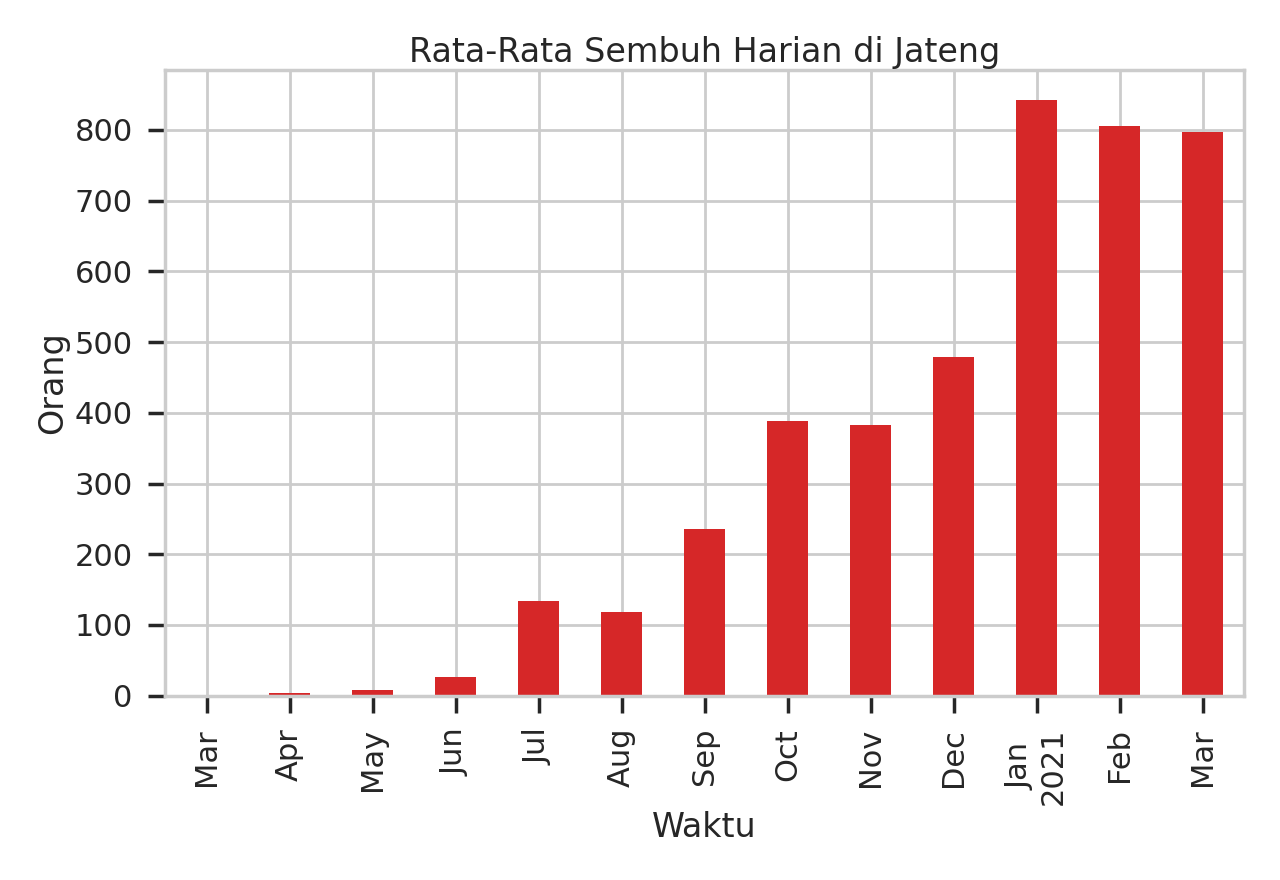 Rata-Rata Sembuh Harian di Jateng
Orang
800
700
600
500
400
300
200
100
0
Mar
Apr
May
Jun
Jul
Aug
Sep
Oct
Nov
Dec
Jan
2021
Feb
Mar
Waktu